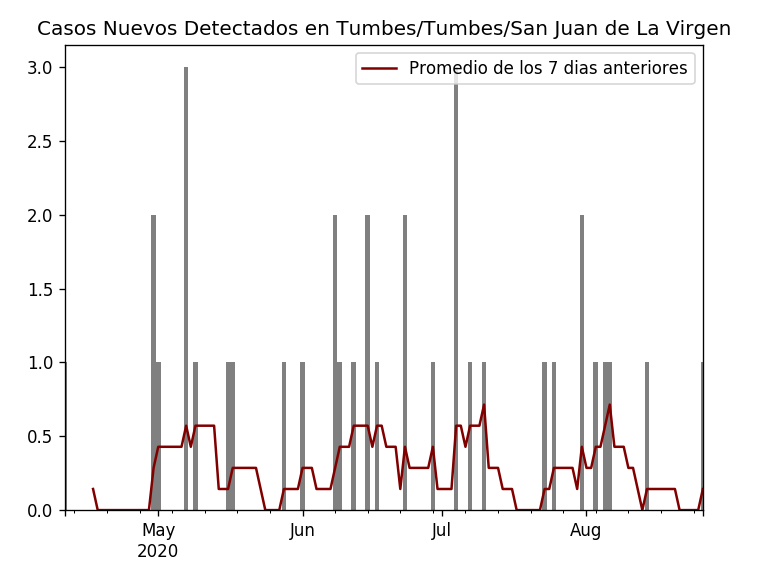 Casos Nuevos Detectados en Tumbes/Tumbes/San Juan de La Virgen
Promedio de los 7 dias anteriores
3.0
2.5
2.0
1.5
1.0
0.5
0.0
May Jun Jul Aug
2020